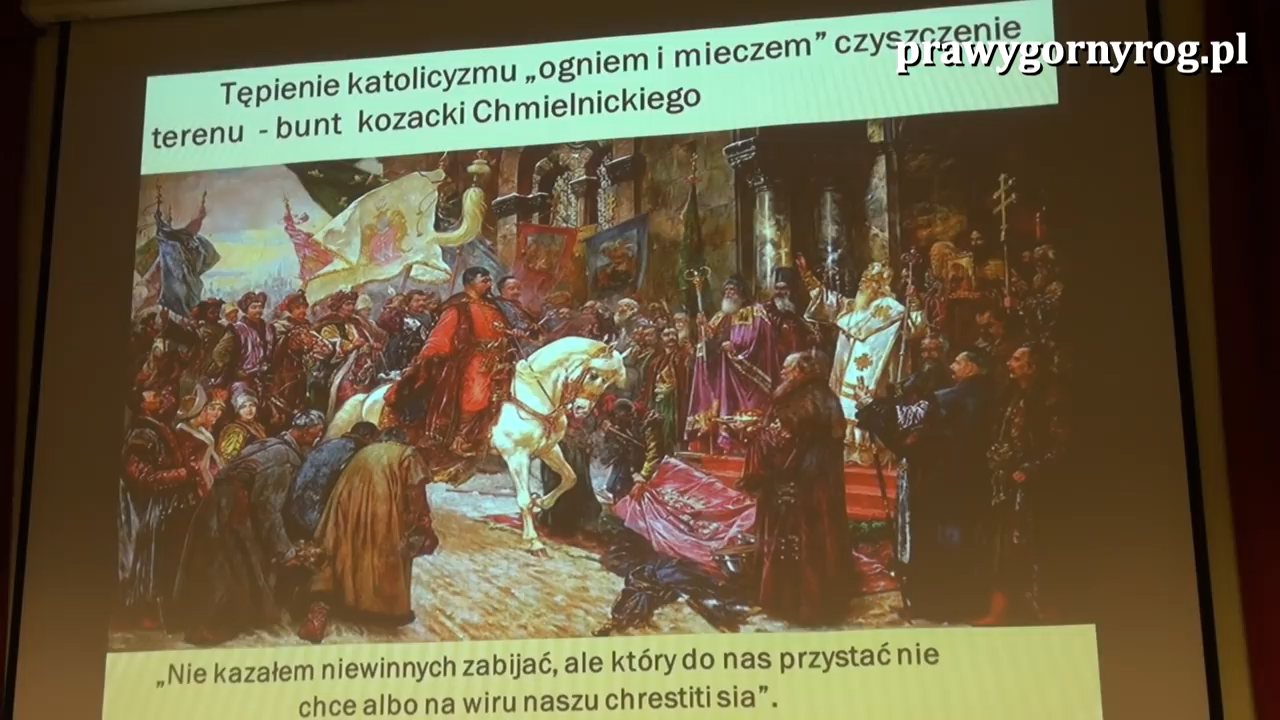 prawygornyrog.pl
Tępienie katolicyzmu „ogniem i mieczem” czyszczenie
terenu - bunt kozacki Chmielnickiego
„Nie kazałem niewinnych zabijać, ale który do nas przystać nie
chce albo na wiru naszu chrestiti sia”.